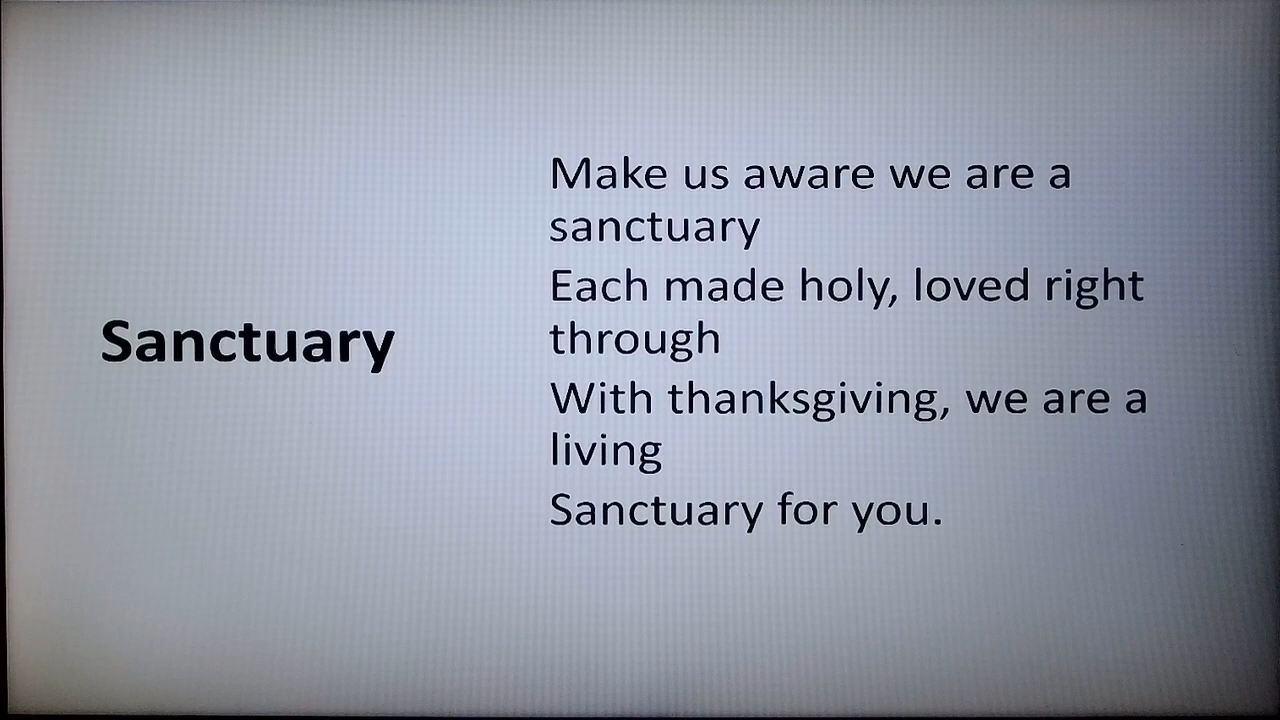 Sanctuary
Make us aware we are a
sanctuary
Each made holy, loved right
through
With thanksgiving, we are a
living
Sanctuary for you.